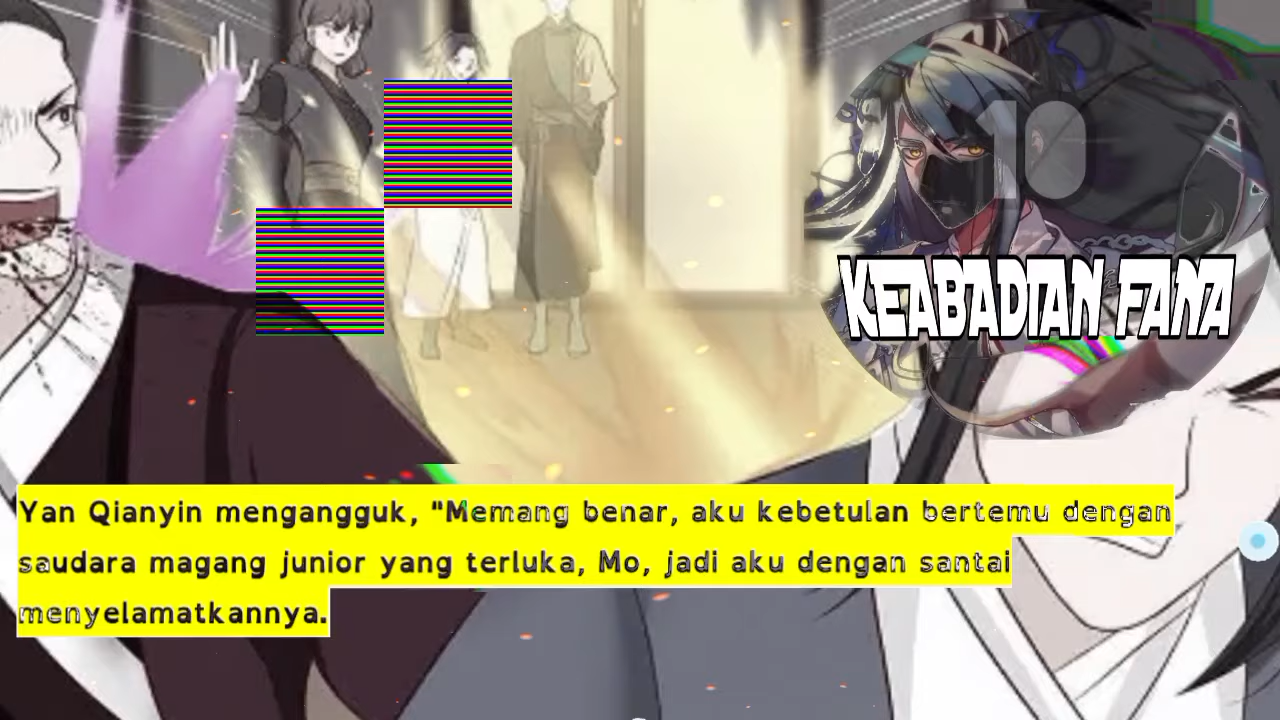 10
KEABADIAN FANA
Yan Qianyin mengangguk, "Memang benar, aku kebetulan bertemu dengan
saudara magang junior yang terluka, Mo, jadi aku dengan santai
menyelamatkannya.